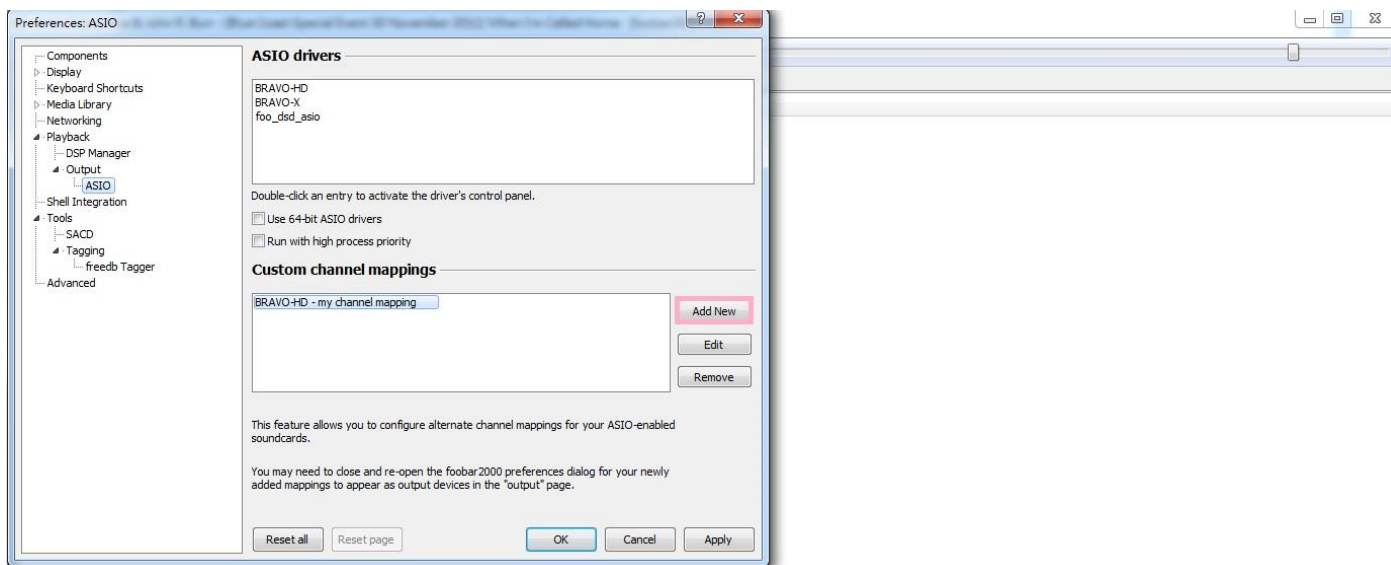 Preferences: ASIO
Components
Display
Keyboard Shortcuts
Media Library
Networking
Playback
DSP Manager
Output
ASIO
Shell Integration
Tools
SACD
Tagging
freedb Tagger
Advanced
ASIO drivers
BRAVO-HD
BRAVO-X
foo_dsd_asio
Double-click an entry to activate the driver's control panel.
Use 64-bit ASIO drivers
Run with high process priority
Custom channel mappings
BRAVO-HD - my channel mapping
Add New
Edit
Remove
This feature allows you to configure alternate channel mappings for your ASIO-enabled
soundcards.
You may need to close and re-open the foobar2000 preferences dialog for your newly
added mappings to appear as output devices in the "output" page.
Reset all
Reset page
OK
Cancel
Apply